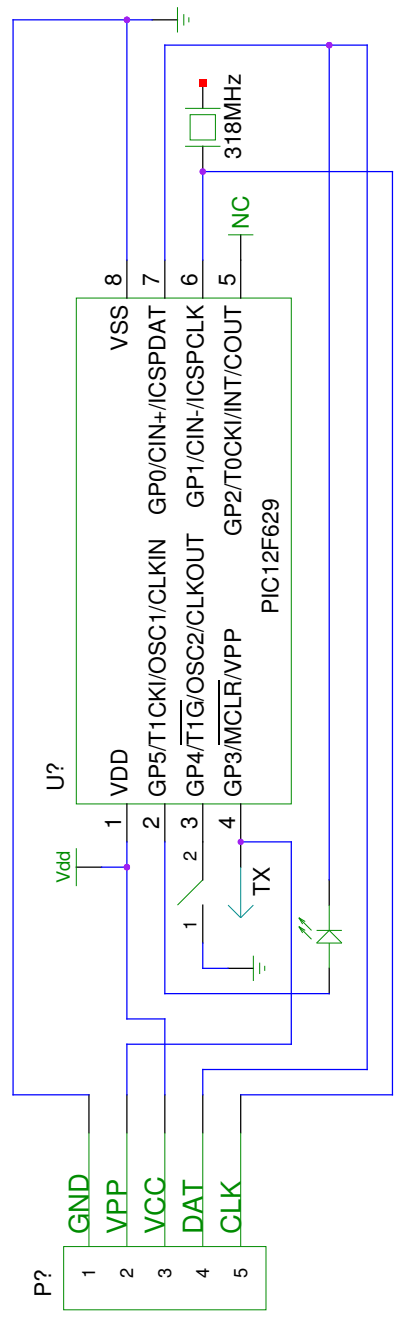 8
7
6
5
318MHz
NC
VSS
GP0/CIN+/ICSPDAT
GP1/CIN-/ICSPCLK
GP2/T0CKI/INT/COUT
PIC12F629
U?
VDD
GP5/T1CKI/OSC1/CLKIN
GP4/T1G/OSC2/CLKOUT
GP3/MCLR/VPP
1
2
3
4
Vdd
2
1
TX
GND
VPP
VCC
DAT
CLK
P?
1
2
3
4
5